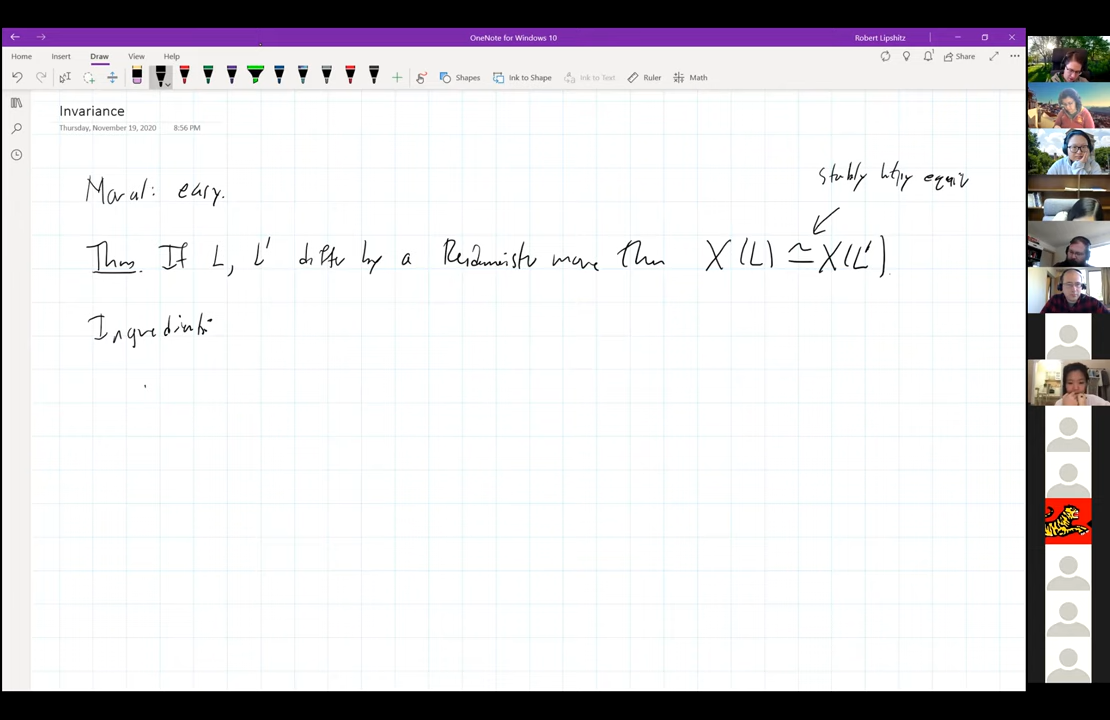 OneNote for Windows 10
Robert Lipshitz
Home Insert Draw View Help
Share
Shapes Ink to Shape Ink to Text Ruler Math
Invariance
Thursday, November 19, 2020 8:56 PM
stably htpy equiv
Moral: easy.
Thm. If L, L' differ by a Reidemeister move then X(L) ≃ X(L').
Ingredients: